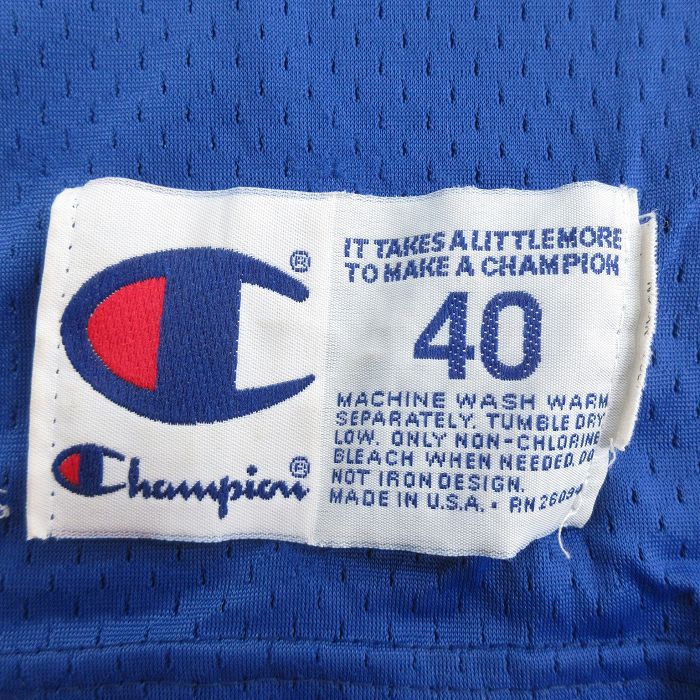 Champion®
IT TAKES A LITTLE MORE
TO MAKE A CHAMPION
40
MACHINE WASH WARM
SEPARATELY. TUMBLE DRY
LOW. ONLY NON-CHLORINE
BLEACH WHEN NEEDED. DO
NOT IRON DESIGN.
MADE IN U.S.A. • RN 26094